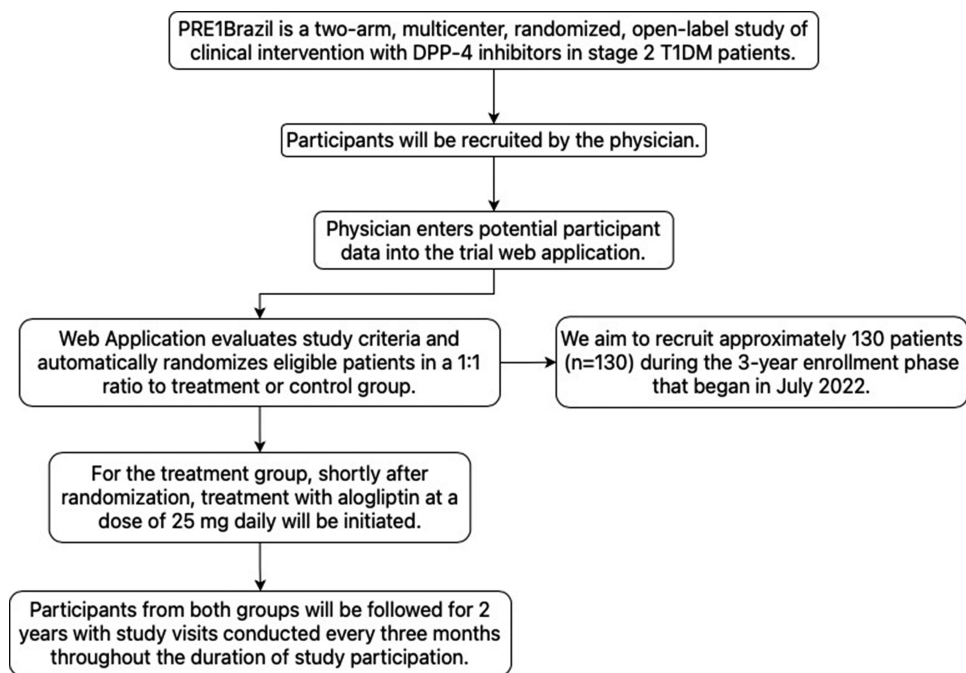 PRE1Brazil is a two-arm, multicenter, randomized, open-label study of
clinical intervention with DPP-4 inhibitors in stage 2 T1DM patients.
Participants will be recruited by the physician.
Physician enters potential participant
data into the trial web application.
Web Application evaluates study criteria and
automatically randomizes eligible patients in a 1:1
ratio to treatment or control group.
We aim to recruit approximately 130 patients
(n=130) during the 3-year enrollment phase
that began in July 2022.
For the treatment group, shortly after
randomization, treatment with alogliptin at a
dose of 25 mg daily will be initiated.
Participants from both groups will be followed for 2
years with study visits conducted every three months
throughout the duration of study participation.